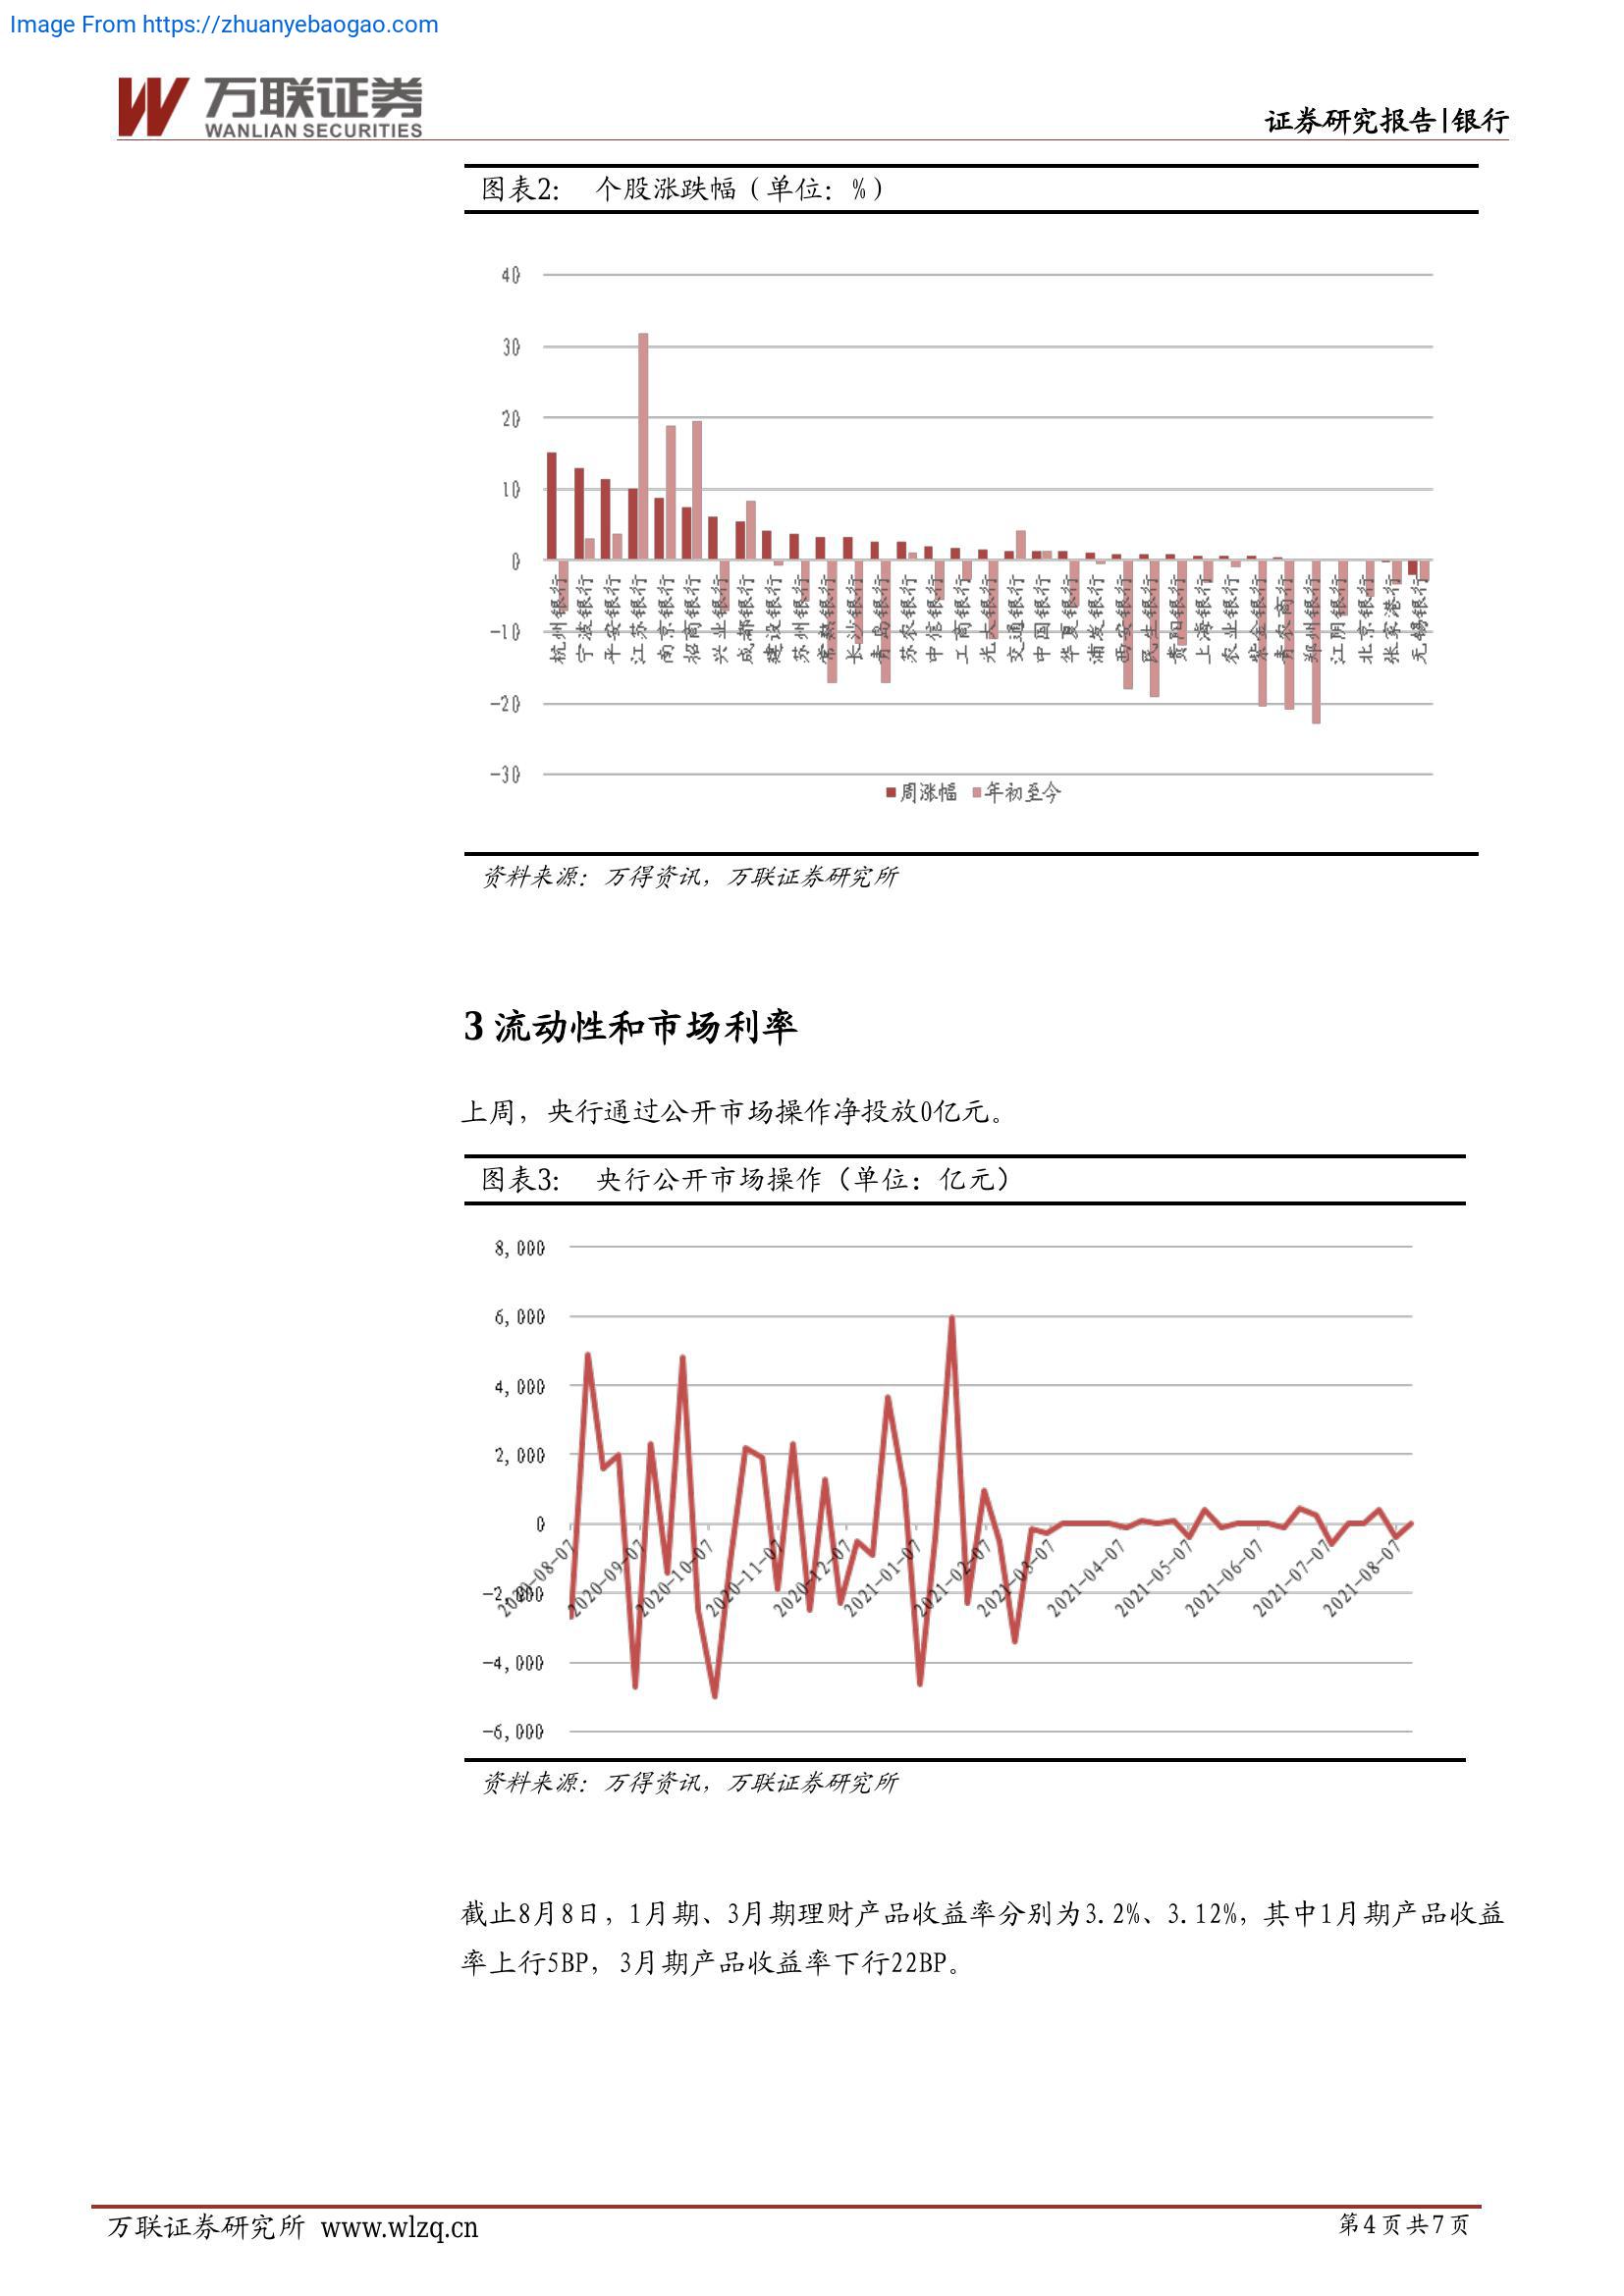 Image From https://zhuanyebaogao.com
万联证券
WANLIAN SECURITIES
证券研究报告|银行
图表2: 个股涨跌幅（单位：%）
40
30
20
10
0
-10
-20
-30
杭州银行
宁波银行
平安银行
江苏银行
南京银行
招商银行
兴业银行
成都银行
建设银行
苏州银行
常熟银行
长沙银行
青岛银行
苏农银行
中信银行
工商银行
光大银行
交通银行
中国银行
华夏银行
浦发银行
西安银行
民生银行
贵阳银行
上海银行
农业银行
紫金银行
青农商行
郑州银行
江阴银行
北京银行
张家港行
无锡银行
周涨幅 年初至今
资料来源：万得资讯，万联证券研究所
3 流动性和市场利率
上周，央行通过公开市场操作净投放0亿元。
图表3: 央行公开市场操作（单位：亿元）
8,000
6,000
4,000
2,000
0
-2,000
-4,000
-6,000
2020-08-07
2020-09-07
2020-10-07
2020-11-07
2020-12-07
2021-01-07
2021-02-07
2021-03-07
2021-04-07
2021-05-07
2021-06-07
2021-07-07
2021-08-07
资料来源：万得资讯，万联证券研究所
截止8月8日，1月期、3月期理财产品收益率分别为3.2%、3.12%，其中1月期产品收益
率上行5BP，3月期产品收益率下行22BP。
万联证券研究所 www.wlzq.cn
第4页共7页